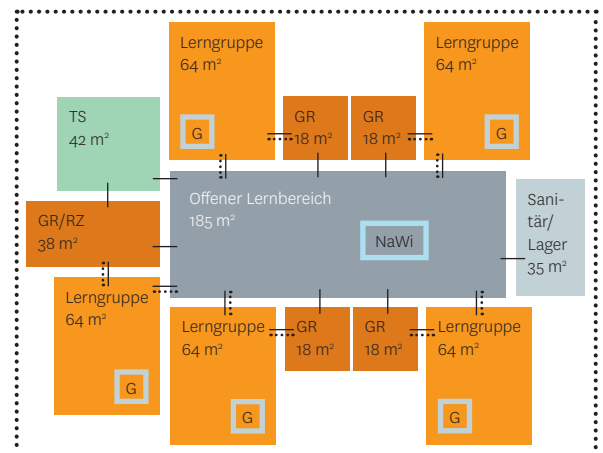 Lerngruppe
64 m²
G
GR
18 m²
GR
18 m²
Lerngruppe
64 m²
G
TS
42 m²
Offener Lernbereich
185 m²
NaWi
Sani-
tär/
Lager
35 m²
GR/RZ
38 m²
Lerngruppe
64 m²
G
Lerngruppe
64 m²
G
GR
18 m²
GR
18 m²
Lerngruppe
64 m²
G